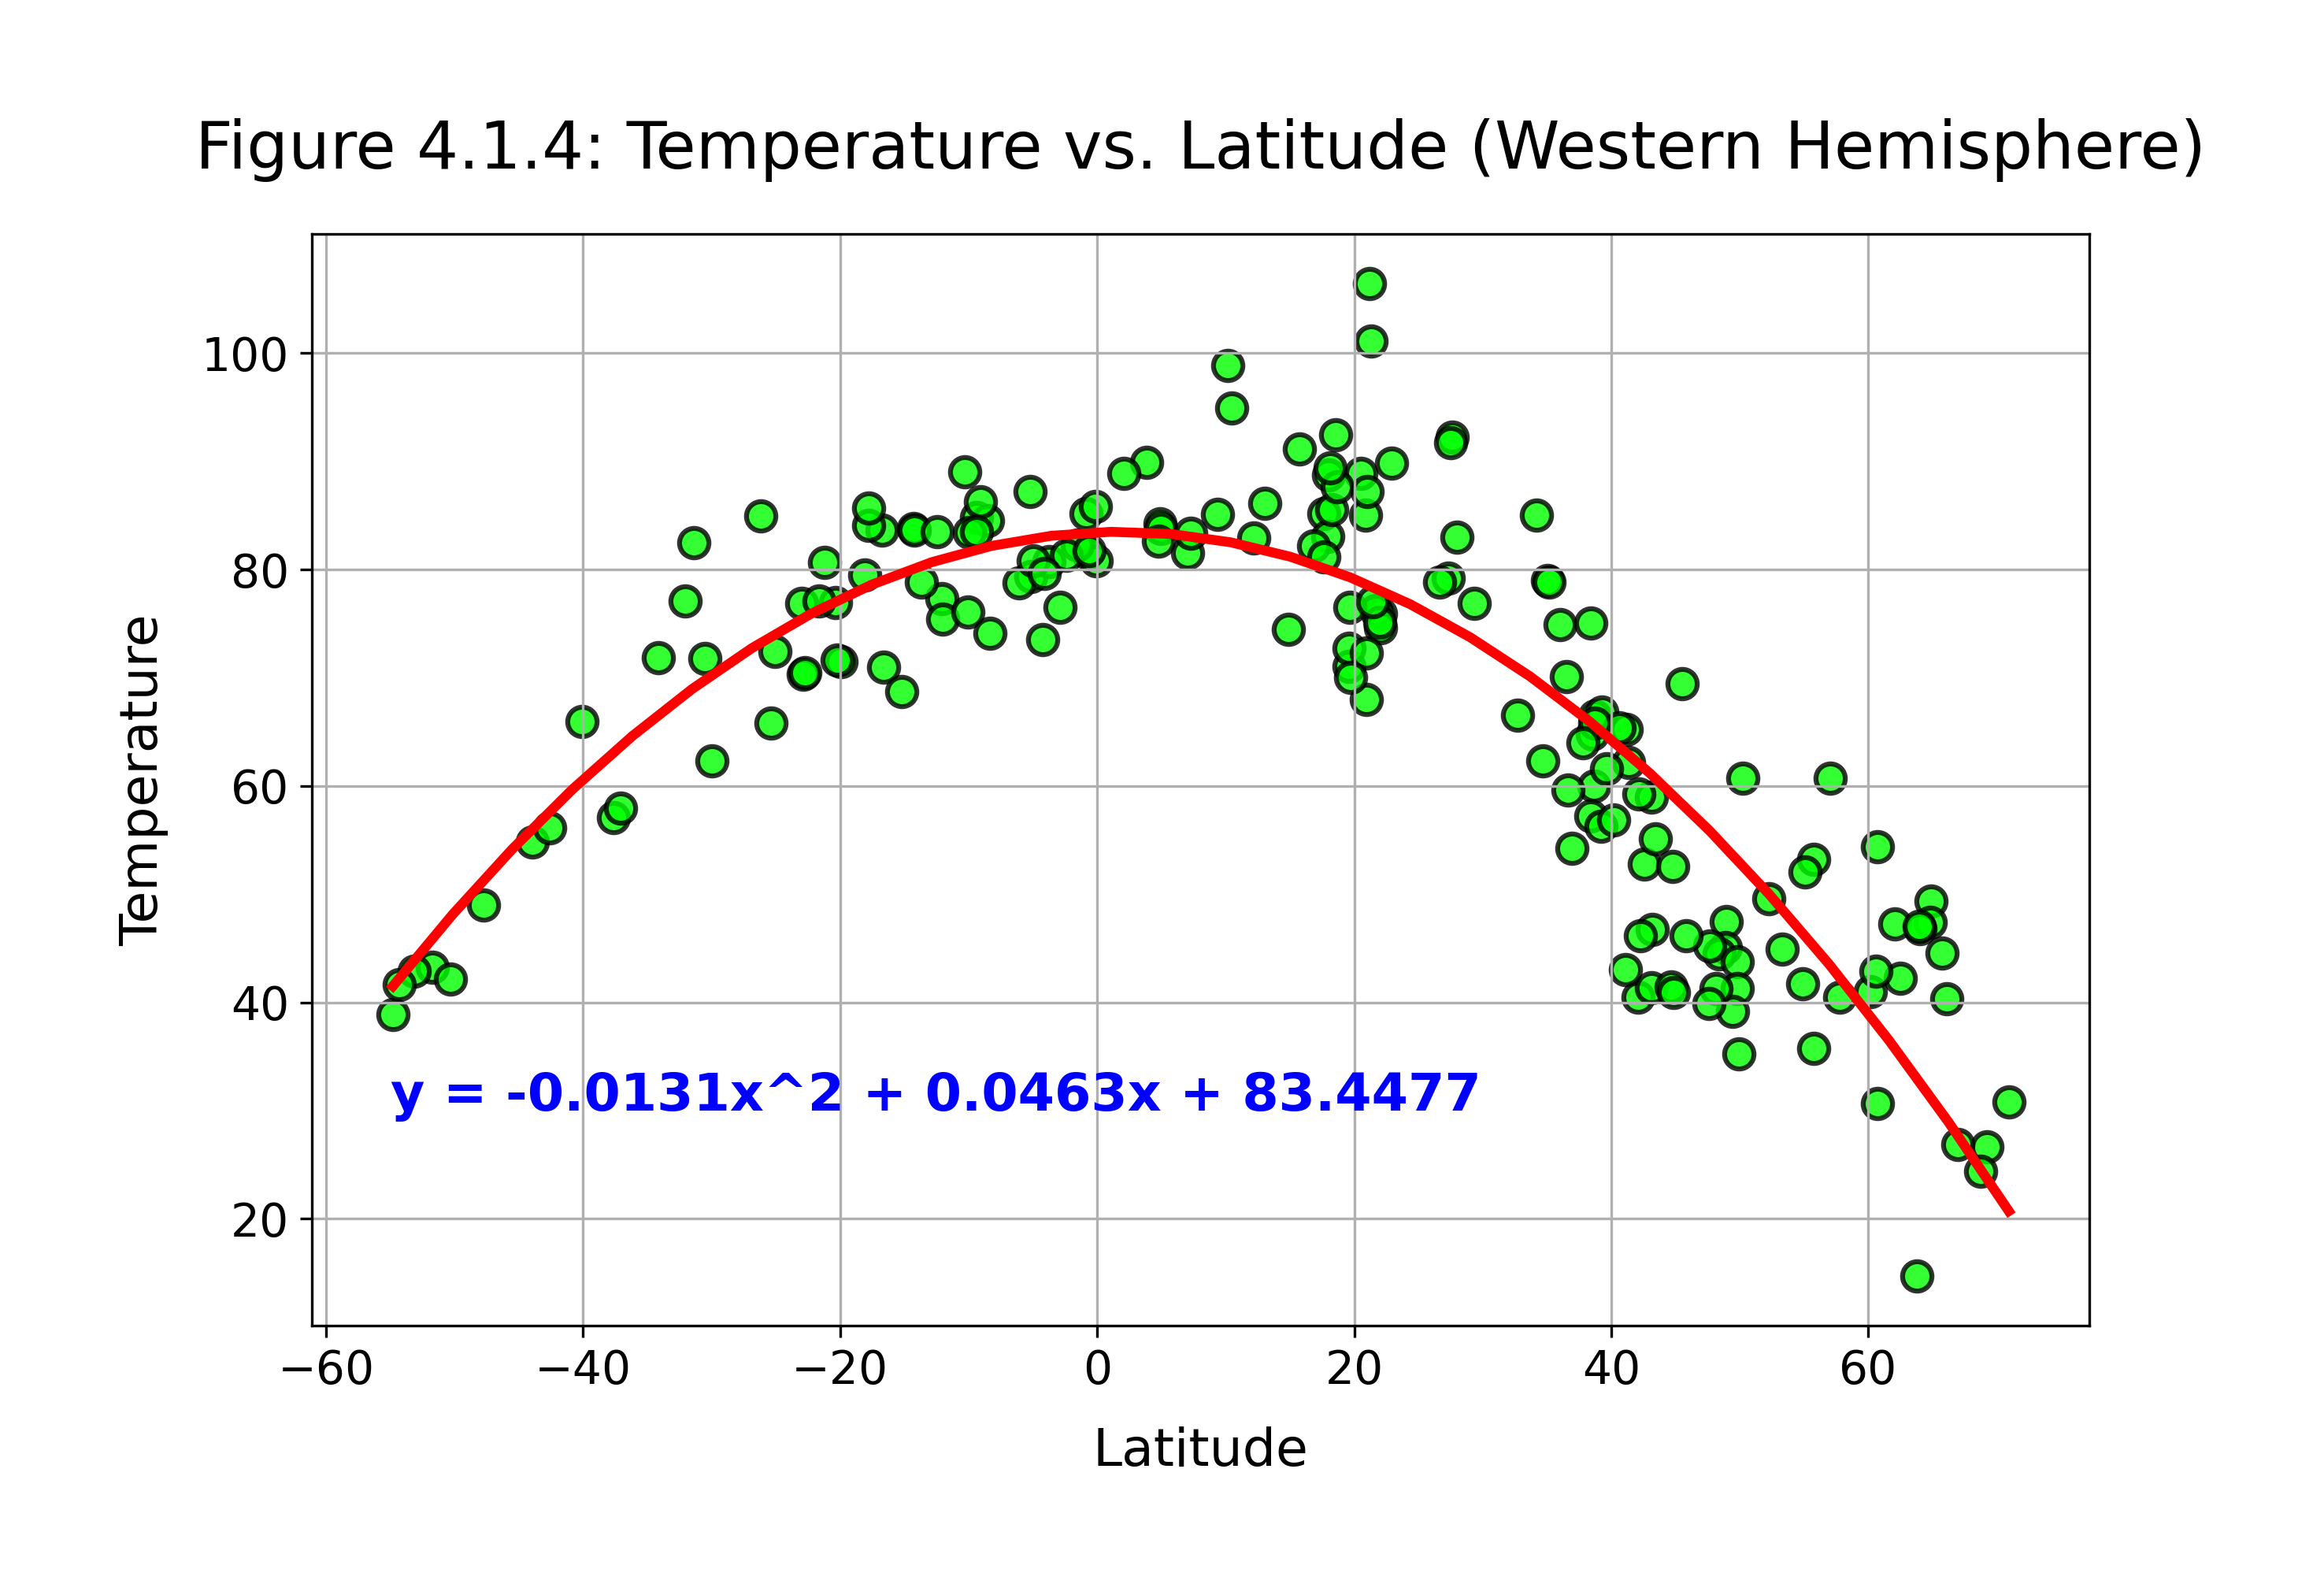 Figure 4.1.4: Temperature vs. Latitude (Western Hemisphere)
Temperature
100
80
60
40
20
y = -0.0131x^2 + 0.0463x + 83.4477
−60 −40 −20 0 20 40 60
Latitude